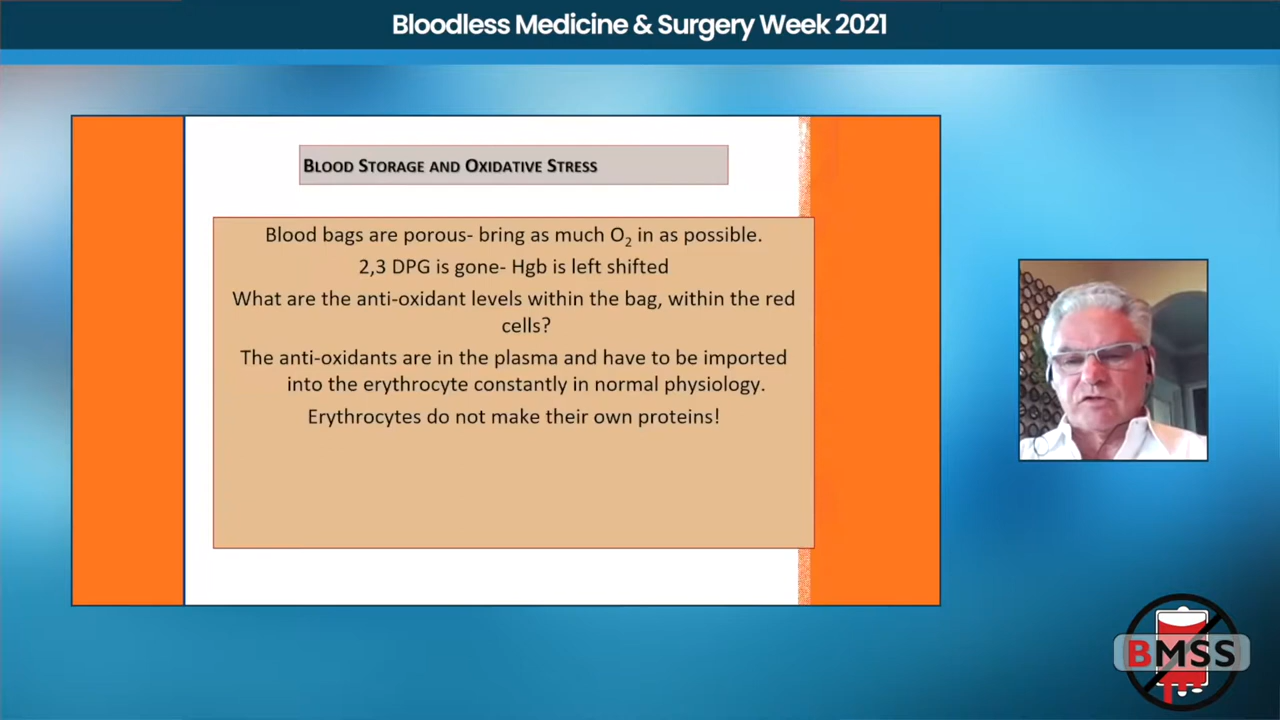 Bloodless Medicine & Surgery Week 2021
BLOOD STORAGE AND OXIDATIVE STRESS
Blood bags are porous- bring as much O₂ in as possible.
2,3 DPG is gone- Hgb is left shifted
What are the anti-oxidant levels within the bag, within the red
cells?
The anti-oxidants are in the plasma and have to be imported
into the erythrocyte constantly in normal physiology.
Erythrocytes do not make their own proteins!
BMSS